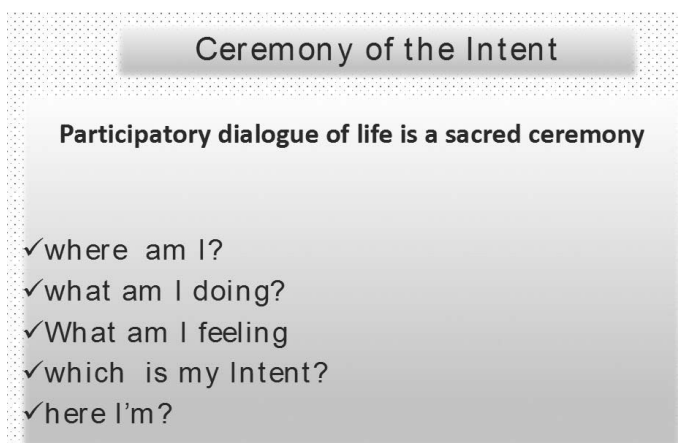 Ceremony of the Intent
Participatory dialogue of life is a sacred ceremony
✓where am I?
✓what am I doing?
✓What am I feeling
✓which is my Intent?
✓here I'm?